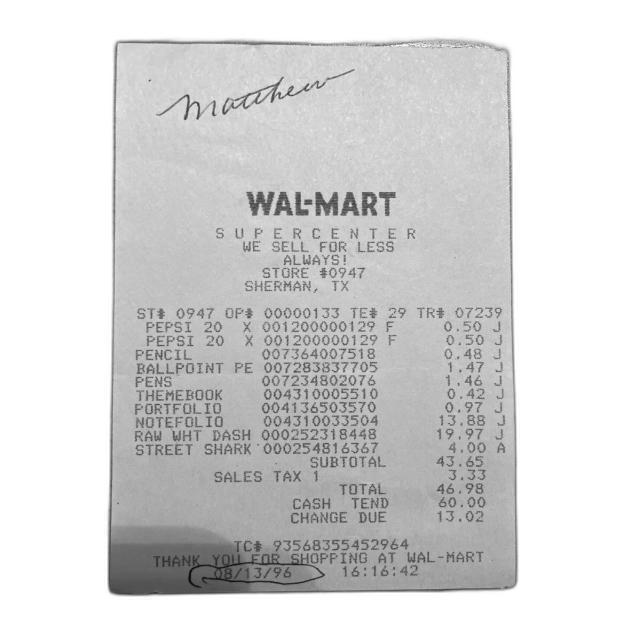 Matthew
WAL-MART
SUPERCENTER
WE SELL FOR LESS
ALWAYS!
STORE #0947
SHERMAN, TX
ST# 0947 OP# 00000133 TE# 29 TR# 07239
PEPSI 20 X 001200000129 F 0.50 J
PEPSI 20 X 001200000129 F 0.50 J
PENCIL 007364007518 0.48 J
BALLPOINT PE 007283837705 1.47 J
PENS 007234802076 1.46 J
THEMEBOOK 004310005510 0.42 J
PORTFOLIO 004136503570 0.97 J
NOTEFOLIO 004310033504 13.88 J
RAW WHT DASH 000252318448 19.97 J
STREET SHARK 000254816367 4.00 A
SUBTOTAL 43.65
SALES TAX 1 3.33
TOTAL 46.98
CASH TEND 60.00
CHANGE DUE 13.02
TC# 93568355452964
THANK YOU FOR SHOPPING AT WAL-MART
08/13/96 16:16:42